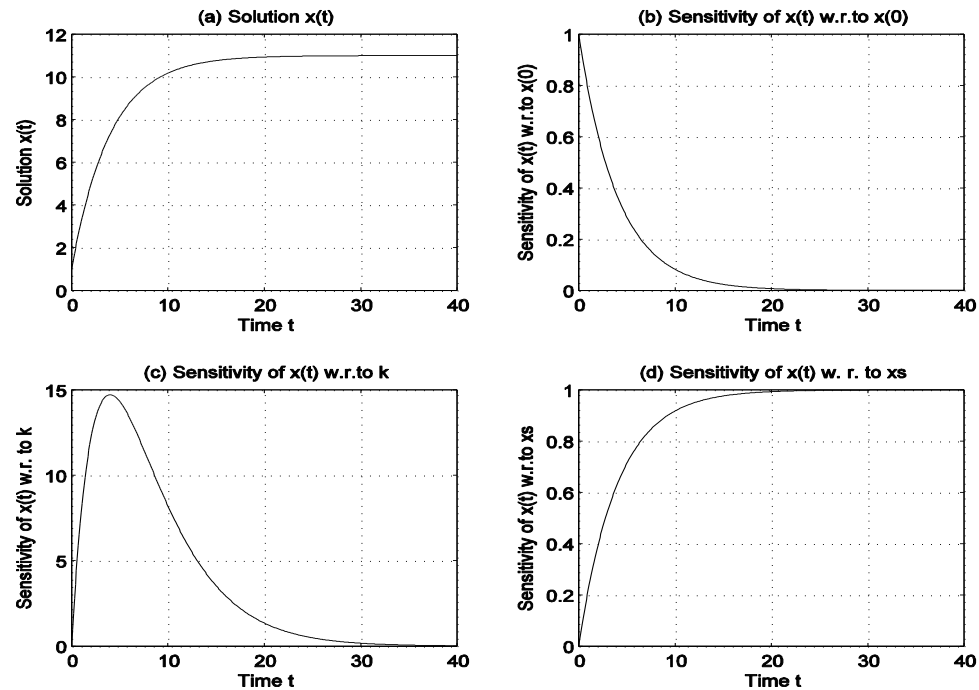 (a) Solution x(t)
12
10
8
6
4
2
0
Solution x(t)
0 10 20 30 40
Time t
(b) Sensitivity of x(t) w.r.to x(0)
1
0.8
0.6
0.4
0.2
0
Sensitivity of x(t) w.r.to x(0)
0 10 20 30 40
Time t
(c) Sensitivity of x(t) w.r.to k
15
10
5
0
Sensitivity of x(t) w.r. to k
0 10 20 30 40
Time t
(d) Sensitivity of x(t) w. r. to xs
1
0.8
0.6
0.4
0.2
0
Sensitivity of x(t) w.r.to xs
0 10 20 30 40
Time t